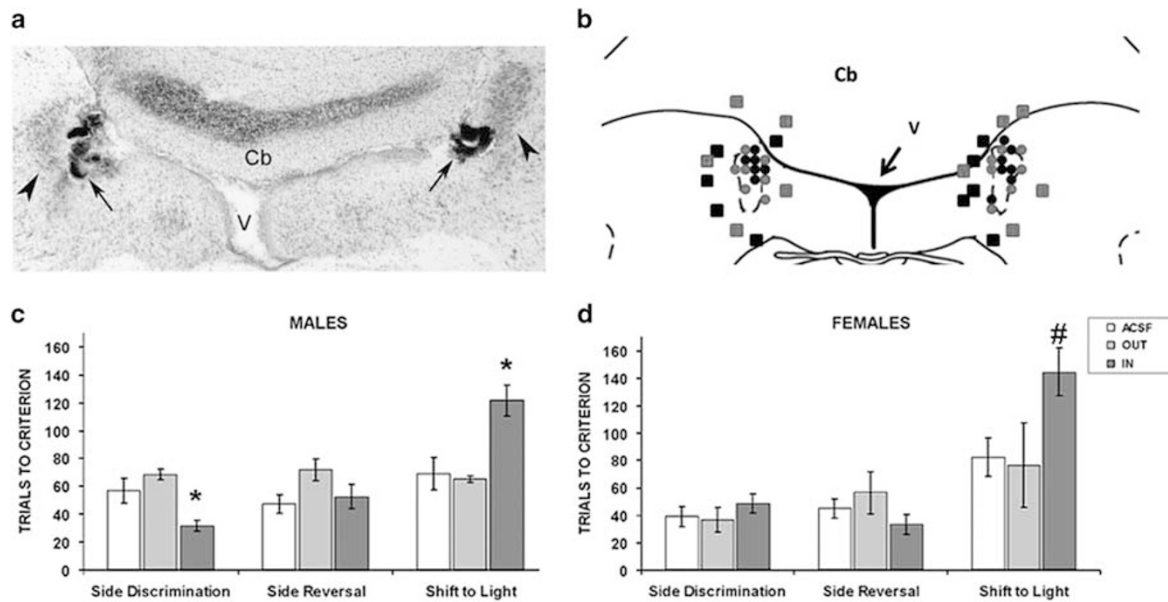 a
Cb
V
b
Cb
V
c
MALES
TRIALS TO CRITERION
160
140
120
100
80
60
40
20
0
*
*
Side Discrimination
Side Reversal
Shift to Light
d
FEMALES
TRIALS TO CRITERION
160
140
120
100
80
60
40
20
0
#
Side Discrimination
Side Reversal
Shift to Light
ACSF
OUT
IN